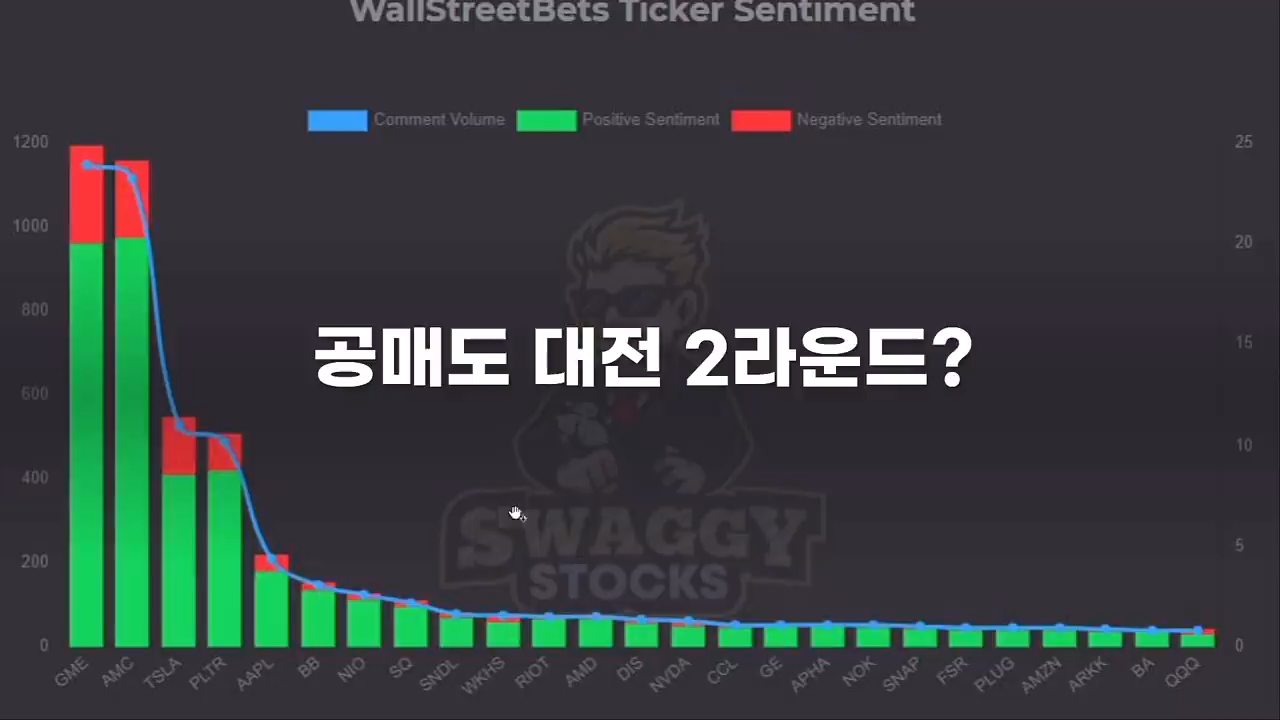 WallStreetBets Ticker Sentiment
Comment Volume Positive Sentiment Negative Sentiment
1200 25
1000
20
800
공매도 대전 2라운드?
15
600
10
400
SWAGGY
5
200
STOCKS
0 0
GME AMC TSLA PLTR AAPL BB NIO SQ SNDL WKHS RIOT AMD DIS NVDA CCL GE APHA NOK SNAP FSR PLUG AMZN ARKK BA QQQ